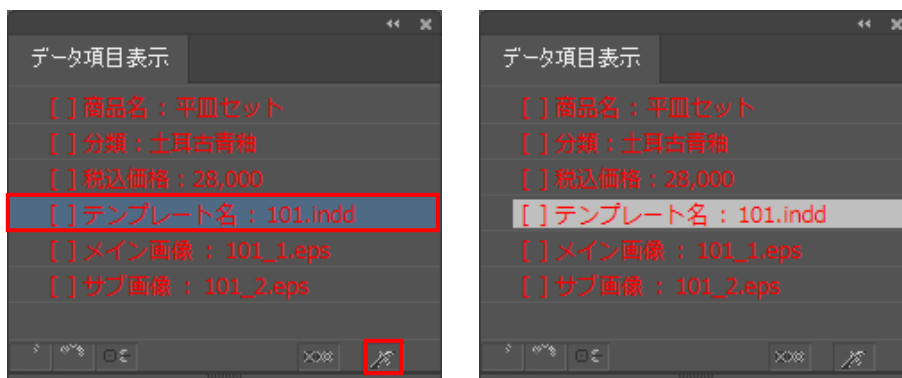 データ項目表示
[ ] 商品名 : 平皿セット
[ ] 分類 : 土耳古青釉
[ ] 税込価格 : 28,000
[ ] テンプレート名 : 101.indd
[ ] メイン画像 : 101_1.eps
[ ] サブ画像 : 101_2.eps
データ項目表示
[ ] 商品名 : 平皿セット
[ ] 分類 : 土耳古青釉
[ ] 税込価格 : 28,000
[ ] テンプレート名 : 101.indd
[ ] メイン画像 : 101_1.eps
[ ] サブ画像 : 101_2.eps